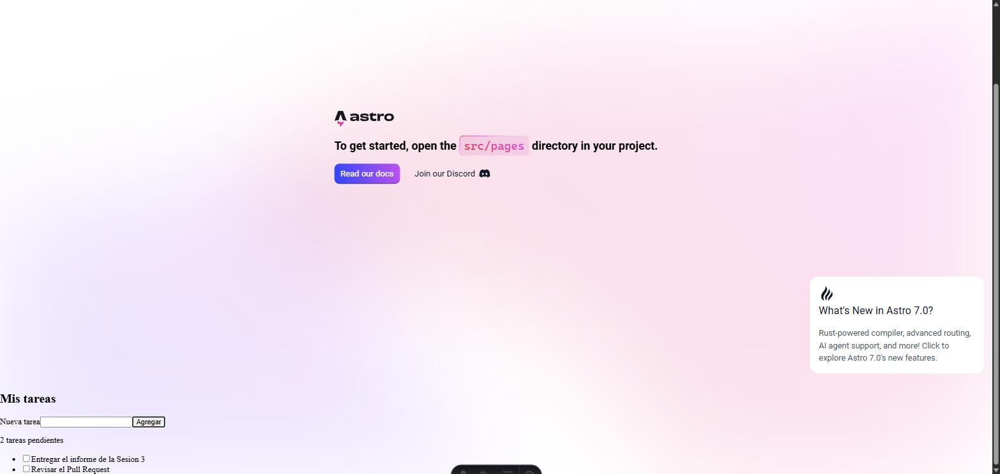 astro
To get started, open the src/pages directory in your project.
Read our docs
Join our Discord
What's New in Astro 7.0?
Rust-powered compiler, advanced routing,
AI agent support, and more! Click to
explore Astro 7.0's new features.
Mis tareas
Nueva tarea Agregar
2 tareas pendientes
Entregar el informe de la Sesion 3
Revisar el Pull Request